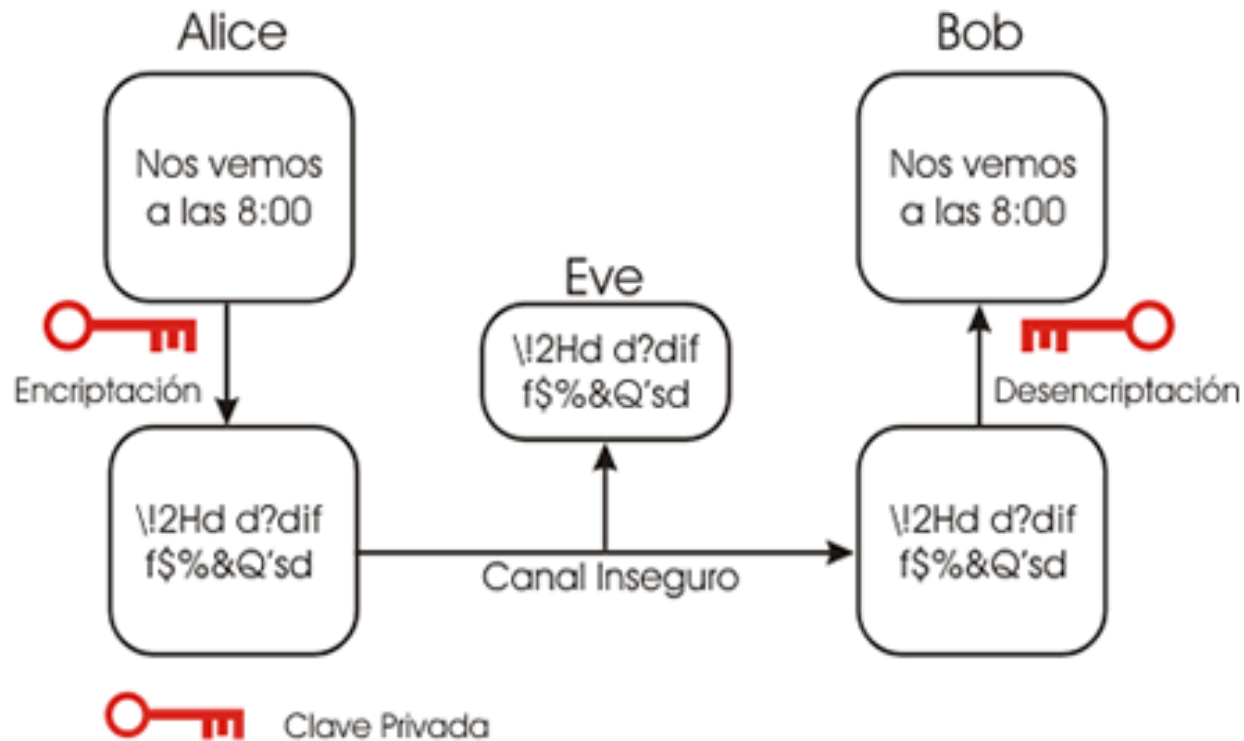 Alice
Bob
Nos vemos
a las 8:00
Nos vemos
a las 8:00
Eve
\!2Hd d?dif
f$%&Q'sd
Encriptación
Desencriptación
\!2Hd d?dif
f$%&Q'sd
\!2Hd d?dif
f$%&Q'sd
Canal Inseguro
Clave Privada